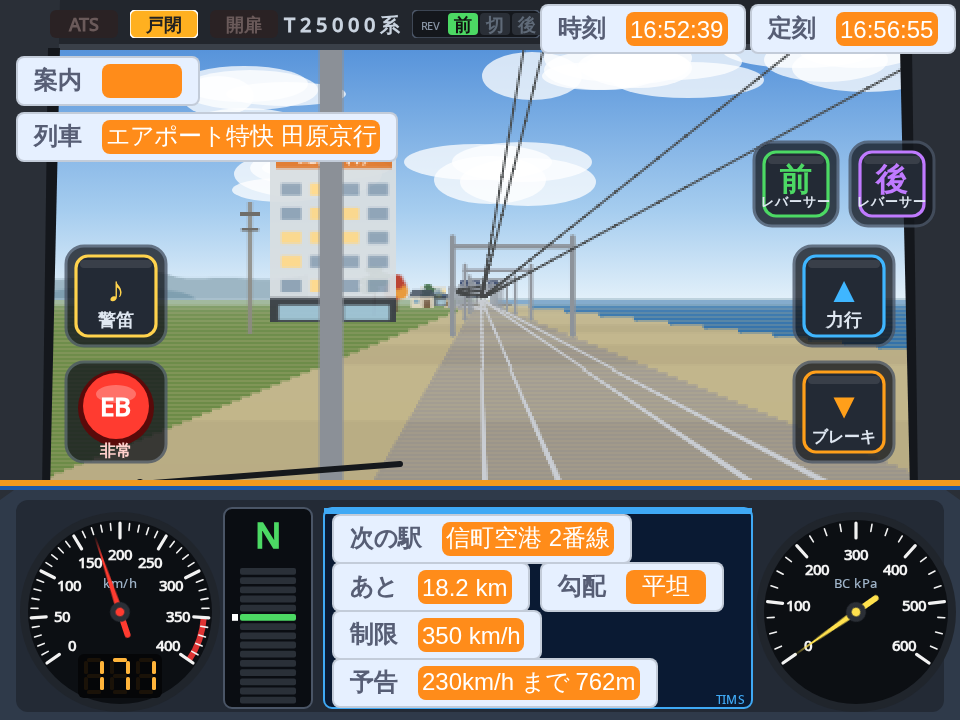 ATS 戸閉 開扉 T25000系 REV 前 切 後
時刻 16:52:39 定刻 16:56:55
案内
列車 エアポート特快 田原京行
前 レバーサー 後 レバーサー
♪ 警笛
▲ 力行
EB 非常
▼ ブレーキ
0 50 100 150 200 250 300 350 400 km/h
171
N
次の駅 信町空港 2番線
あと 18.2 km 勾配 平坦
制限 350 km/h
予告 230km/h まで 762m
TIMS
0 100 200 300 400 500 600 BC kPa